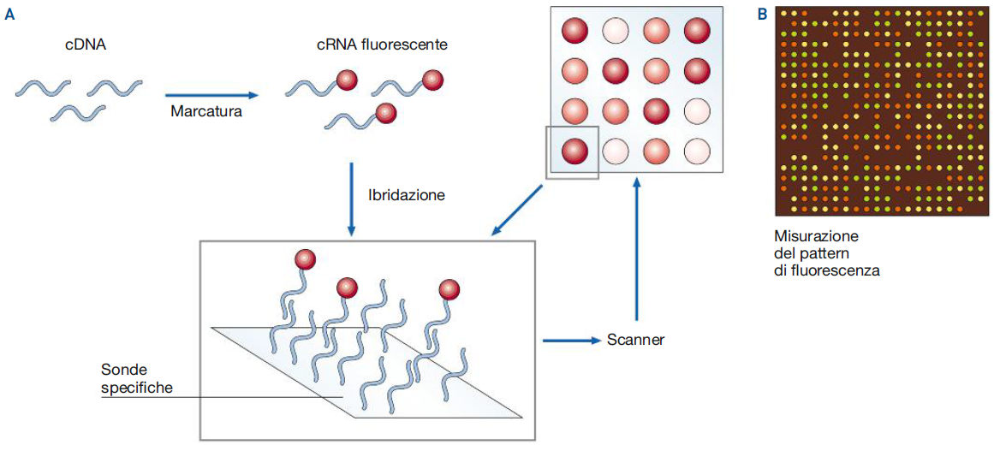 A
cDNA
Marcatura
cRNA fluorescente
Ibridazione
Sonde
specifiche
Scanner
B
Misurazione
del pattern
di fluorescenza